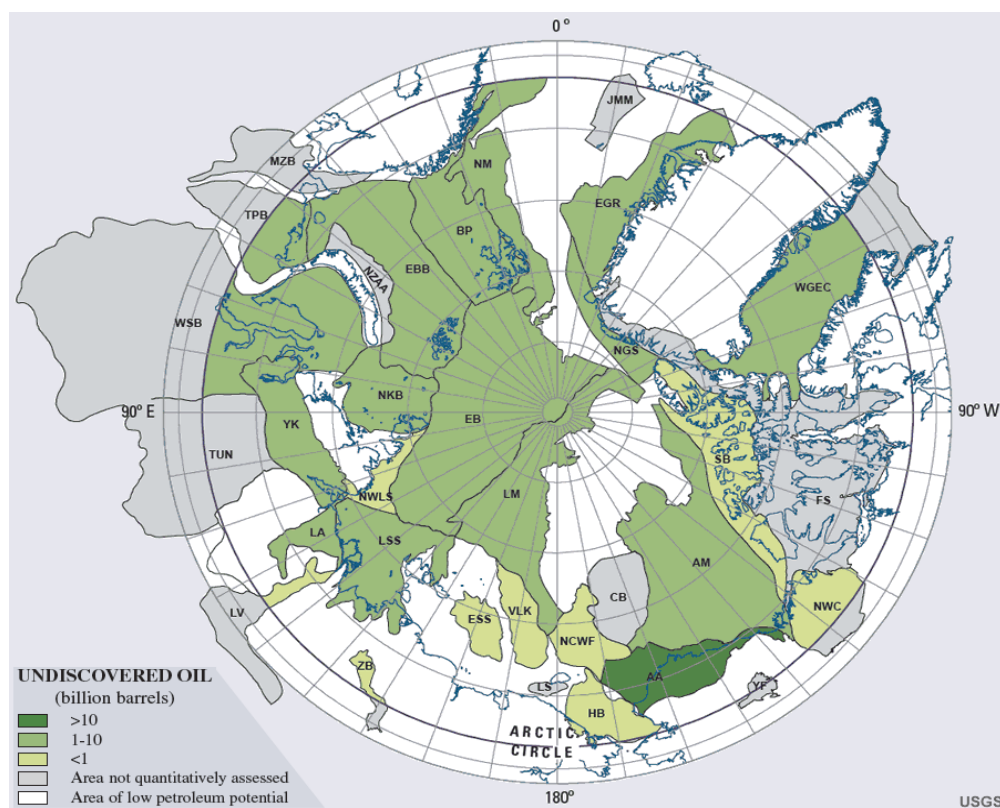 0°
JMM
MZB
NM
TPB
EGR
BP
EBB
NZAA
WGEC
WSB
NGS
NKB
90° E
90° W
EB
YK
TUN
SB
NWLS
LM
FS
LA
LSS
AM
CB
LV
ESS
VLK
NWC
NCWF
ZB
AA
LS
YF
HB
ARCTIC
CIRCLE
180°
UNDISCOVERED OIL
(billion barrels)
>10
1-10
<1
Area not quantitatively assessed
Area of low petroleum potential
USGS